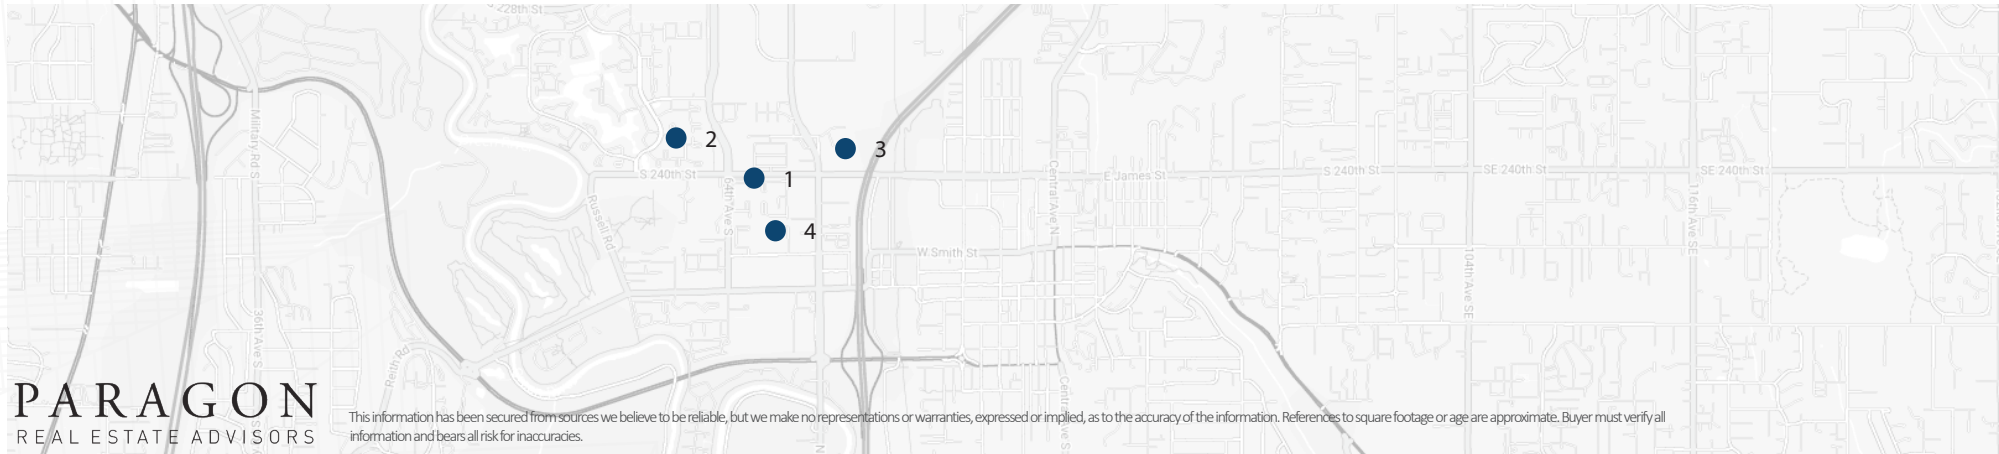 S 228th St
Military Rd S
2
3
S 240th St
1
E James St
S 240th St
SE 240th St
SE 240th St
64th Ave S
Central Ave N
116th Ave SE
Russell Rd
4
W Smith St
104th Ave SE
36th Ave S
Reith Rd
PARAGON
REAL ESTATE ADVISORS
This information has been secured from sources we believe to be reliable, but we make no representations or warranties, expressed or implied, as to the accuracy of the information. References to square footage or age are approximate. Buyer must verify all
information and bears all risk for inaccuracies.
N